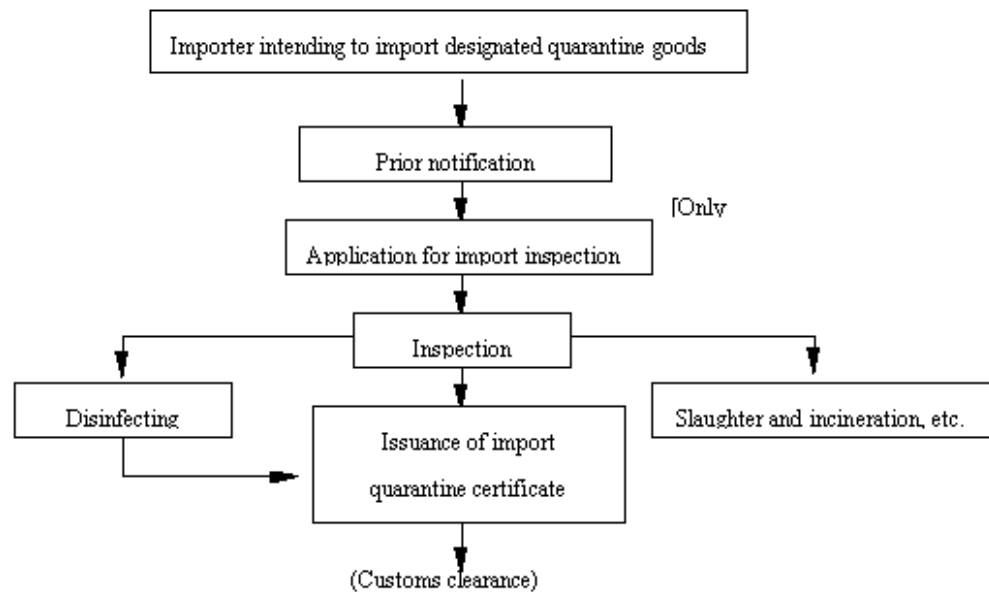 Importer intending to import designated quarantine goods
Prior notification
[Only
Application for import inspection
Inspection
Disinfecting
Slaughter and incineration, etc.
Issuance of import
quarantine certificate
(Customs clearance)